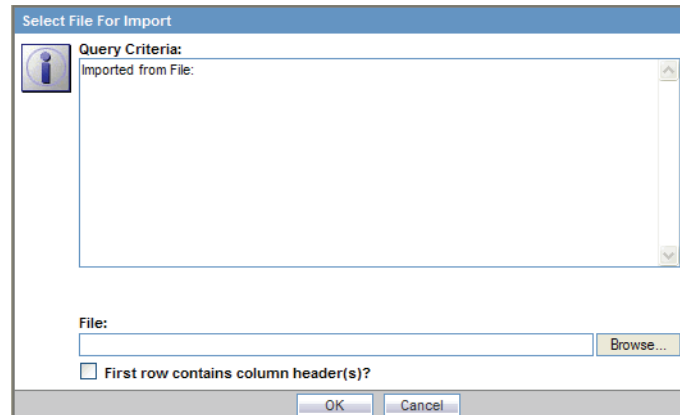 Select File For Import
Query Criteria:
Imported from File:
File:
Browse...
First row contains column header(s)?
OK Cancel